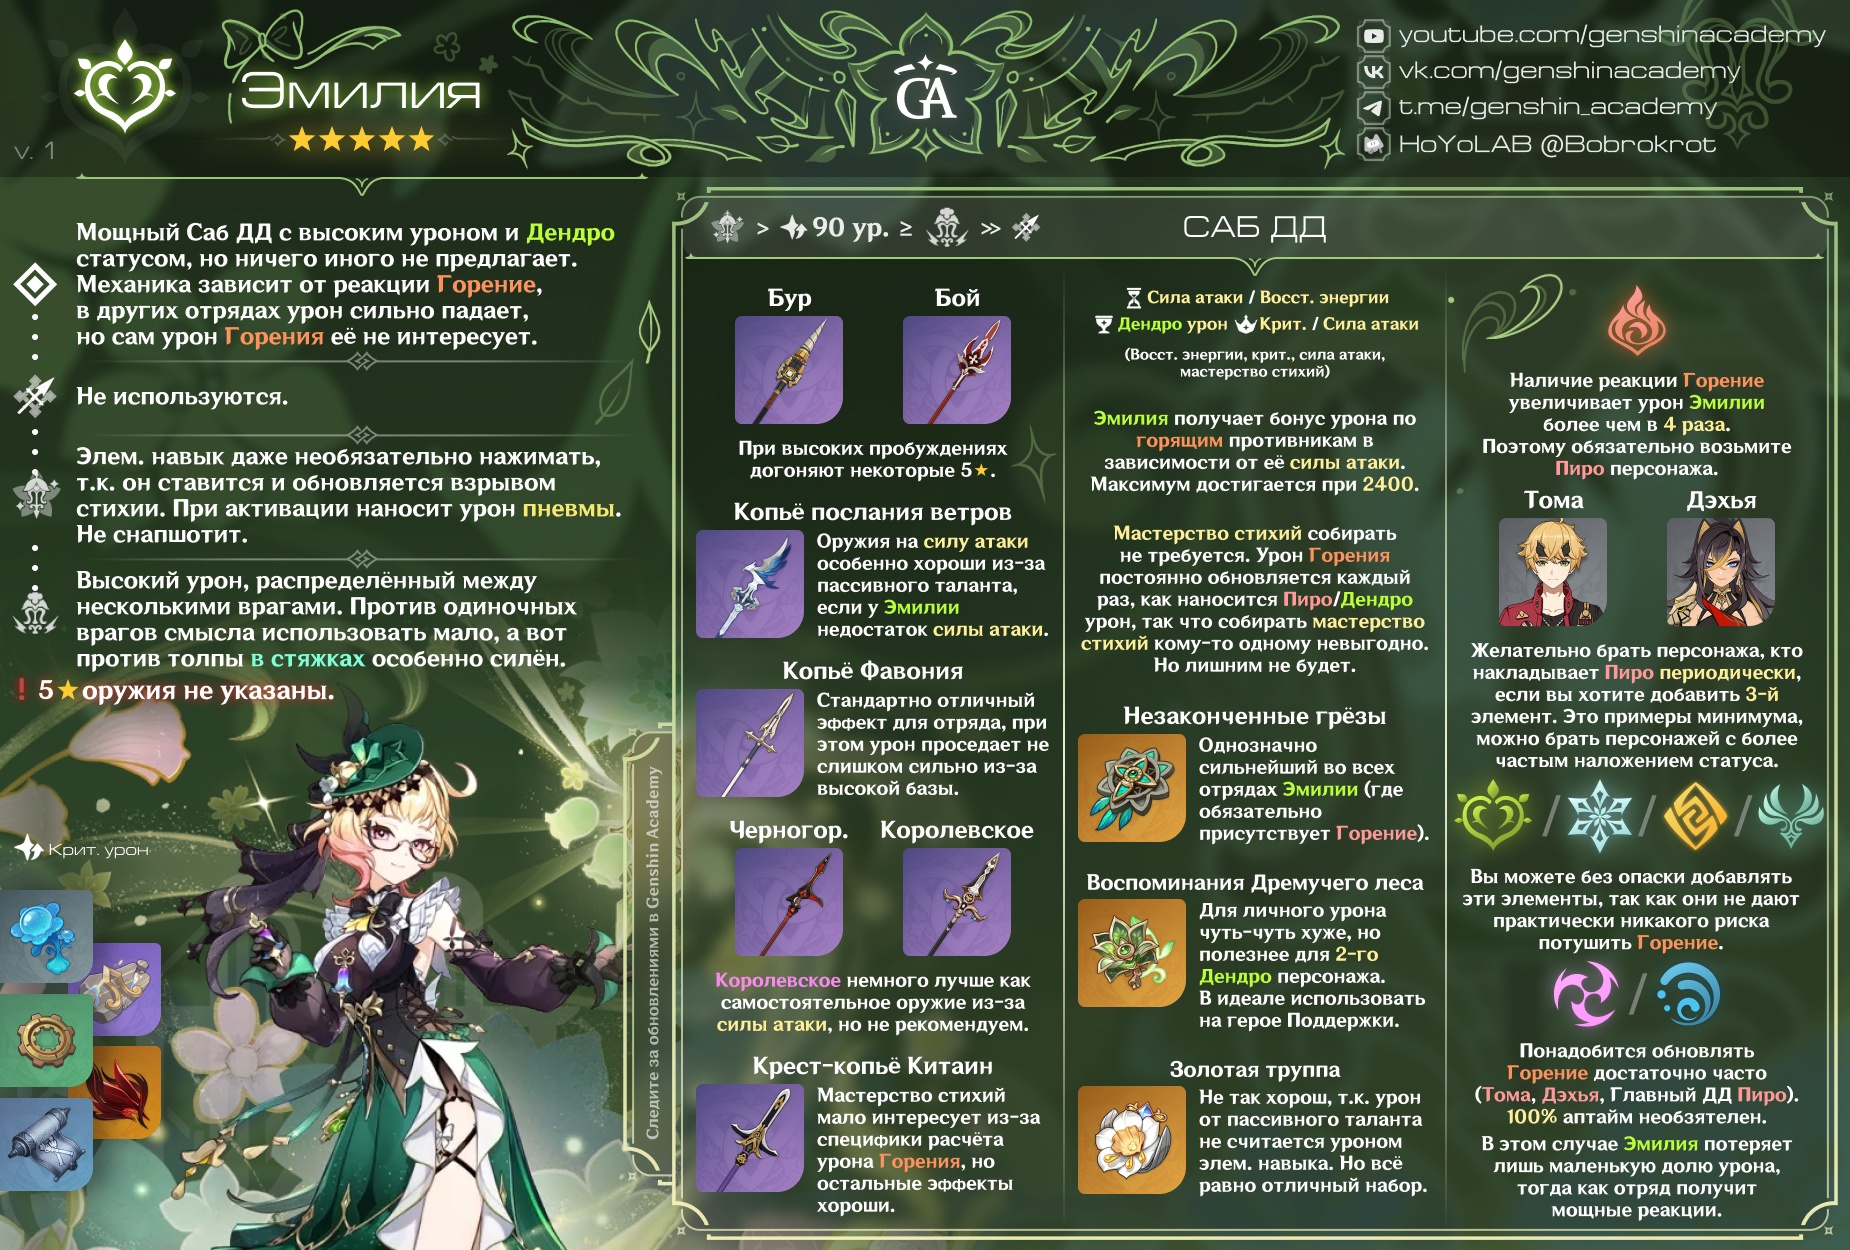 Эмилия
v. 1
GA
youtube.com/genshinacademy
vk.com/genshinacademy
t.me/genshin_academy
HoYoLAB @Bobrokrot
Мощный Саб ДД с высоким уроном и Дендро
статусом, но ничего иного не предлагает.
Механика зависит от реакции Горение,
в других отрядах урон сильно падает,
но сам урон Горения её не интересует.
Не используются.
Элем. навык даже необязательно нажимать,
т.к. он ставится и обновляется взрывом
стихии. При активации наносит урон пневмы.
Не снапшотит.
Высокий урон, распределённый между
несколькими врагами. Против одиночных
врагов смысла использовать мало, а вот
против толпы в стяжках особенно силён.
! 5★ оружия не указаны.
Крит. урон
Следите за обновлениями в Genshin Academy
> 90 ур. ≥ >>
САБ ДД
Бур
Бой
При высоких пробуждениях
догоняют некоторые 5★.
Копьё послания ветров
Оружия на силу атаки
особенно хороши из-за
пассивного таланта,
если у Эмилии
недостаток силы атаки.
Копьё Фавония
Стандартно отличный
эффект для отряда, при
этом урон проседает не
слишком сильно из-за
высокой базы.
Черногор.
Королевское
Королевское немного лучше как
самостоятельное оружие из-за
силы атаки, но не рекомендуем.
Крест-копьё Китаин
Мастерство стихий
мало интересует из-за
специфики расчёта
урона Горения, но
остальные эффекты
хороши.
Сила атаки / Восст. энергии
Дендро урон Крит. / Сила атаки
(Восст. энергии, крит., сила атаки,
мастерство стихий)
Эмилия получает бонус урона по
горящим противникам в
зависимости от её силы атаки.
Максимум достигается при 2400.
Мастерство стихий собирать
не требуется. Урон Горения
постоянно обновляется каждый
раз, как наносится Пиро/Дендро
урон, так что собирать мастерство
стихий кому-то одному невыгодно.
Но лишним не будет.
Незаконченные грёзы
Однозначно
сильнейший во всех
отрядах Эмилии (где
обязательно
присутствует Горение).
Воспоминания Дремучего леса
Для личного урона
чуть-чуть хуже, но
полезнее для 2-го
Дендро персонажа.
В идеале использовать
на герое Поддержки.
Золотая труппа
Не так хорош, т.к. урон
от пассивного таланта
не считается уроном
элем. навыка. Но всё
равно отличный набор.
Наличие реакции Горение
увеличивает урон Эмилии
более чем в 4 раза.
Поэтому обязательно возьмите
Пиро персонажа.
Тома
Дэхья
Желательно брать персонажа, кто
накладывает Пиро периодически,
если вы хотите добавить 3-й
элемент. Это примеры минимума,
можно брать персонажей с более
частым наложением статуса.
/ / /
Вы можете без опаски добавлять
эти элементы, так как они не дают
практически никакого риска
потушить Горение.
/
Понадобится обновлять
Горение достаточно часто
(Тома, Дэхья, Главный ДД Пиро).
100% аптайм необзятелен.
В этом случае Эмилия потеряет
лишь маленькую долю урона,
тогда как отряд получит
мощные реакции.